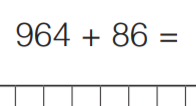 964 + 86 =